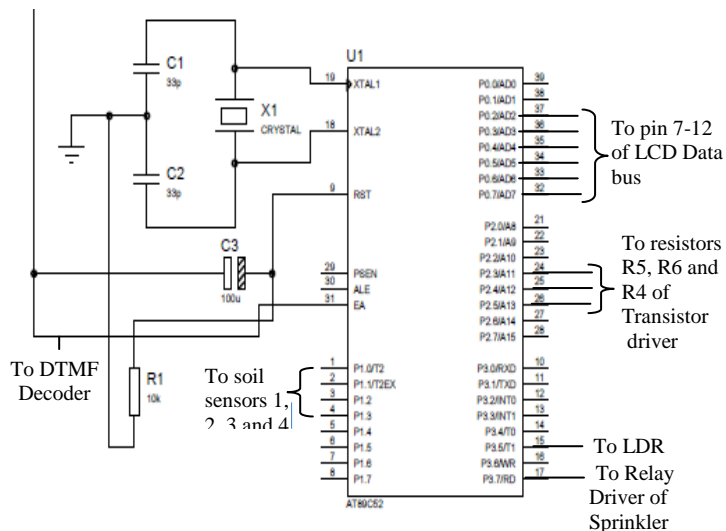 U1
C1
33p
X1
CRYSTAL
C2
33p
19
XTAL1
18
XTAL2
9
RST
C3
100u
29
PSEN
30
ALE
31
EA
To DTMF
Decoder
R1
10k
To soil
sensors 1,
2, 3 and 4
1
P1.0/T2
2
P1.1/T2EX
3
P1.2
4
P1.3
5
P1.4
6
P1.5
7
P1.6
8
P1.7
AT89C52
P0.0/AD0
39
P0.1/AD1
38
P0.2/AD2
37
P0.3/AD3
36
P0.4/AD4
35
P0.5/AD5
34
P0.6/AD6
33
P0.7/AD7
32
To pin 7-12
of LCD Data
bus
P2.0/A8
21
P2.1/A9
22
P2.2/A10
23
P2.3/A11
24
P2.4/A12
25
P2.5/A13
26
P2.6/A14
27
P2.7/A15
28
To resistors
R5, R6 and
R4 of
Transistor
driver
P3.0/RXD
10
P3.1/TXD
11
P3.2/INT0
12
P3.3/INT1
13
P3.4/T0
14
P3.5/T1
15
P3.6/WR
16
P3.7/RD
17
To LDR
To Relay
Driver of
Sprinkler